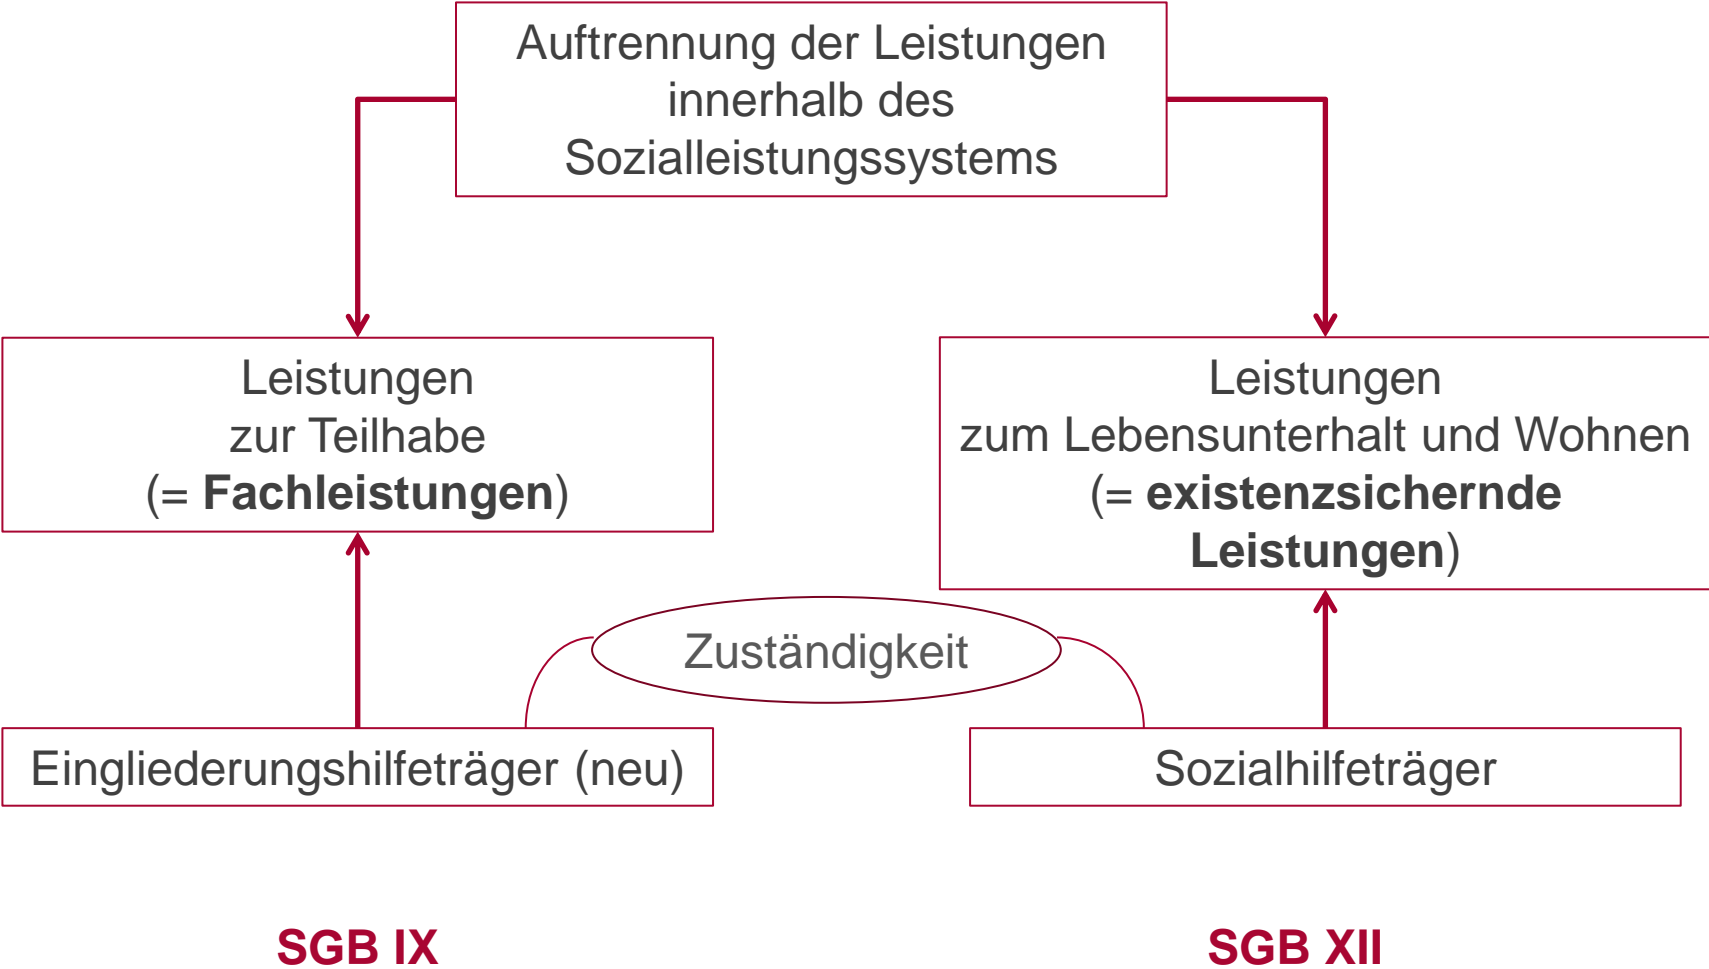 Auftrennung der Leistungen
innerhalb des
Sozialleistungssystems
Leistungen
zur Teilhabe
(= Fachleistungen)
Leistungen
zum Lebensunterhalt und Wohnen
(= existenzsichernde
Leistungen)
Zuständigkeit
Eingliederungshilfeträger (neu)
Sozialhilfeträger
SGB IX
SGB XII